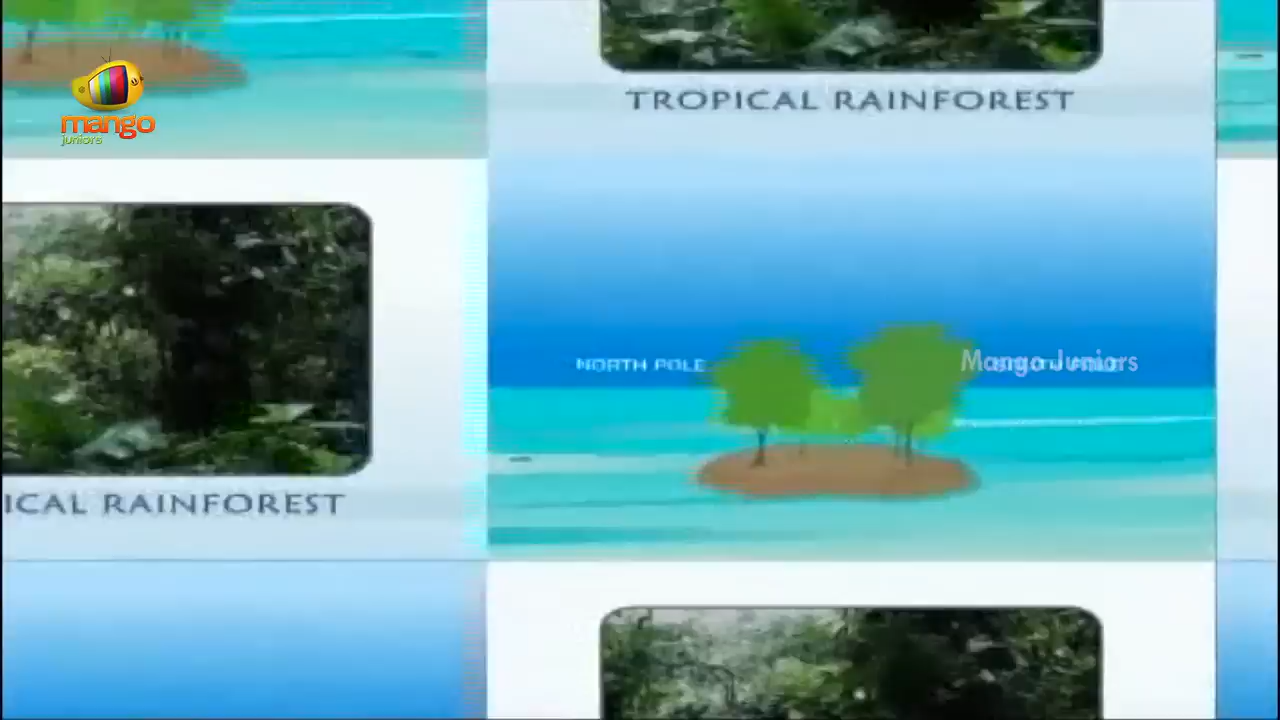 mango
juniors
TROPICAL RAINFOREST
NORTH POLE
Mango Juniors
ICAL RAINFOREST